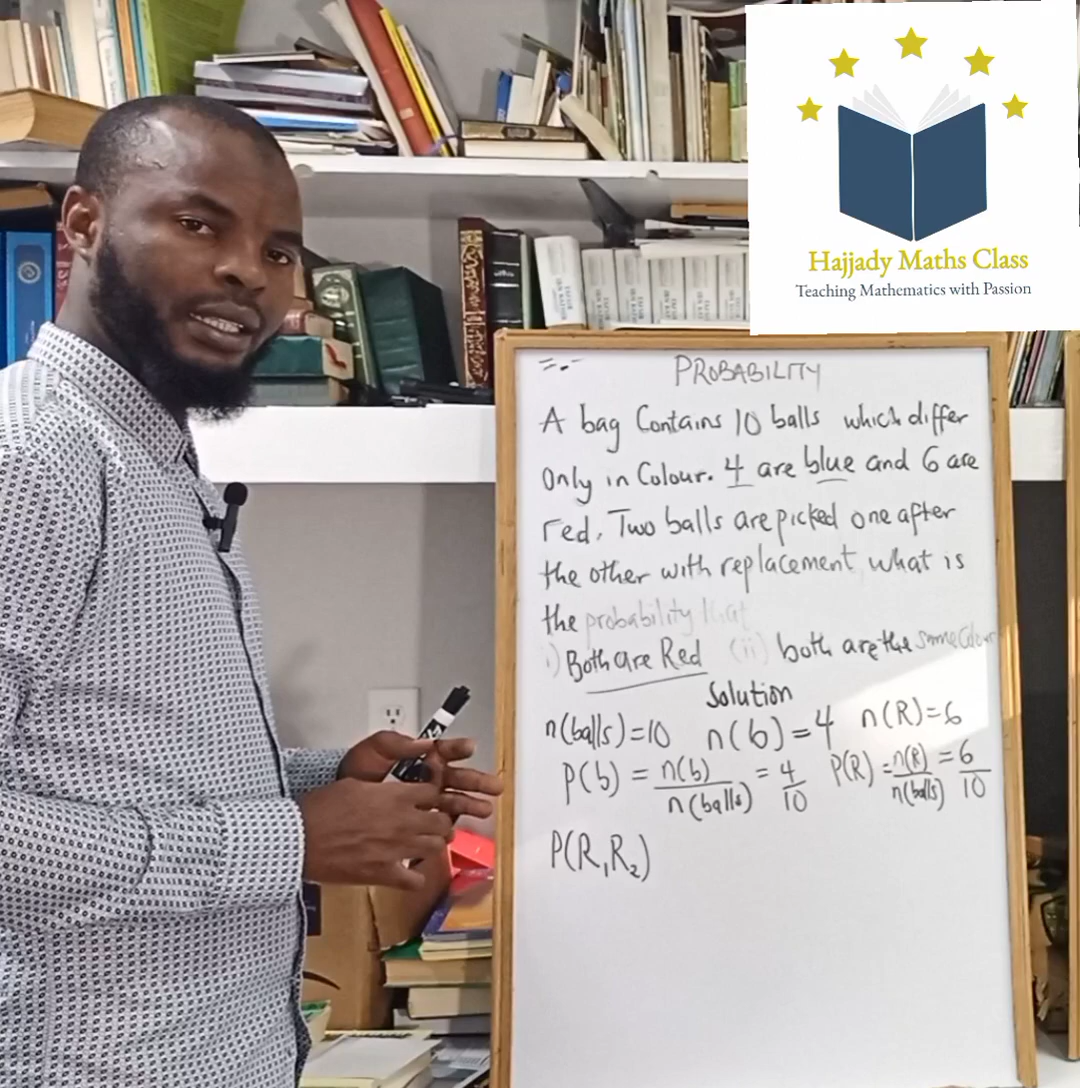 Hajjady Maths Class
Teaching Mathematics with Passion
PROBABILITY
A bag Contains 10 balls which differ
Only in Colour. 4 are blue and 6 are
red. Two balls are picked one after
the other with replacement, what is
the probability that
i) Both are Red (ii) both are the same Colour
Solution
n(balls)=10 n(b)=4 n(R)=6
P(b) = n(b)/n(balls) = 4/10 P(R) = n(R)/n(balls) = 6/10
P(R₁R₂)